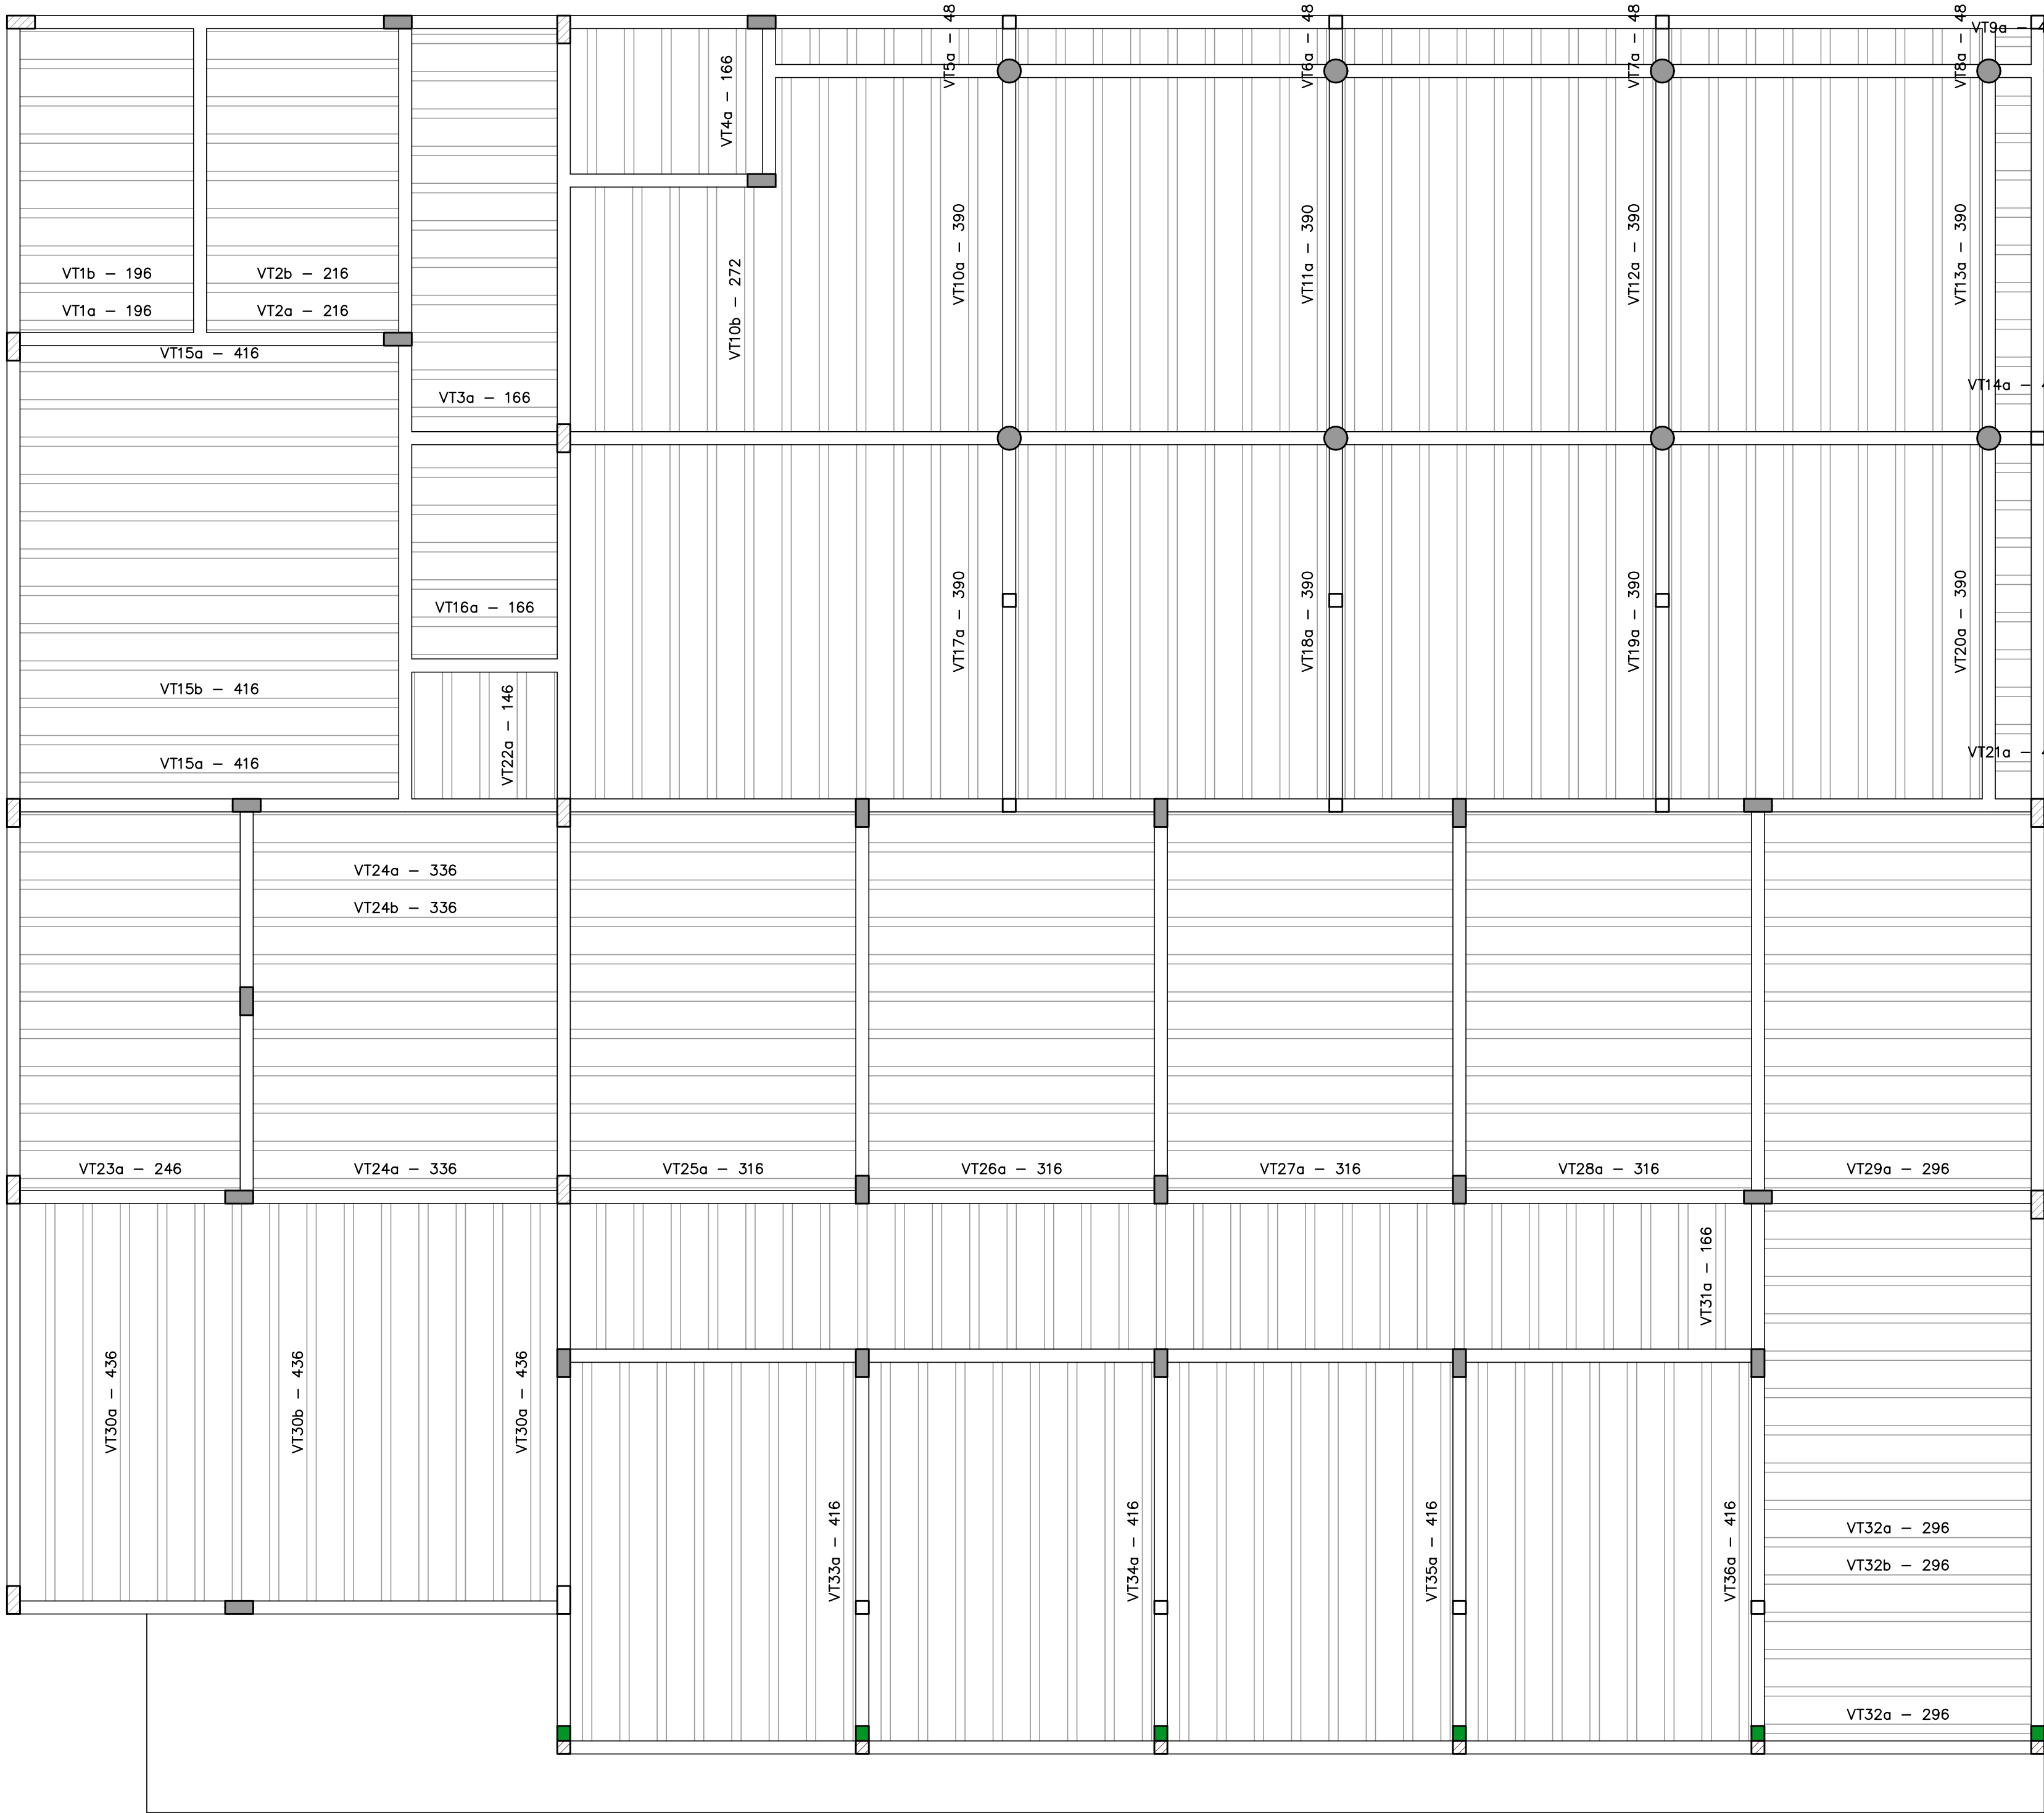 VT5a – 48
VT6a – 48
VT7a – 48
VT8a – 48
VT9a – 4
VT4a – 166
VT1b – 196
VT2b – 216
VT1a – 196
VT2a – 216
VT10b – 272
VT10a – 390
VT11a – 390
VT12a – 390
VT13a – 390
VT15a – 416
VT3a – 166
VT14a – 4
VT16a – 166
VT17a – 390
VT18a – 390
VT19a – 390
VT20a – 390
VT15b – 416
VT22a – 146
VT15a – 416
VT21a – 4
VT24a – 336
VT24b – 336
VT23a – 246
VT24a – 336
VT25a – 316
VT26a – 316
VT27a – 316
VT28a – 316
VT29a – 296
VT31a – 166
VT30a – 436
VT30b – 436
VT30a – 436
VT33a – 416
VT34a – 416
VT35a – 416
VT36a – 416
VT32a – 296
VT32b – 296
VT32a – 296